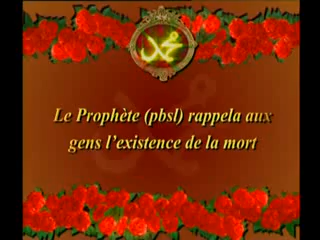 محمد
Le Prophète (pbsl) rappela aux
gens l'existence de la mort